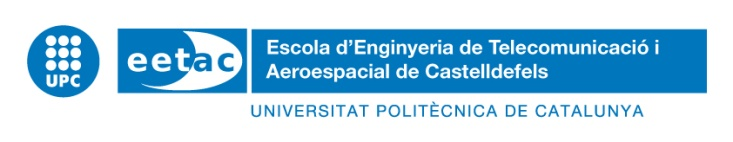 UPC
eetac
Escola d'Enginyeria de Telecomunicació i
Aeroespacial de Castelldefels
UNIVERSITAT POLITÈCNICA DE CATALUNYA